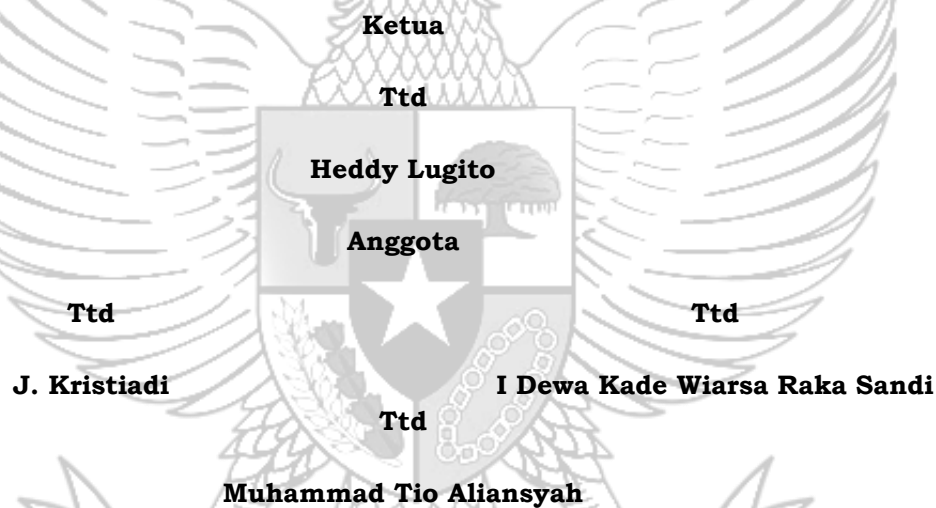 Ketua
Ttd
Heddy Lugito
Anggota
Ttd Ttd
J. Kristiadi I Dewa Kade Wiarsa Raka Sandi
Ttd
Muhammad Tio Aliansyah